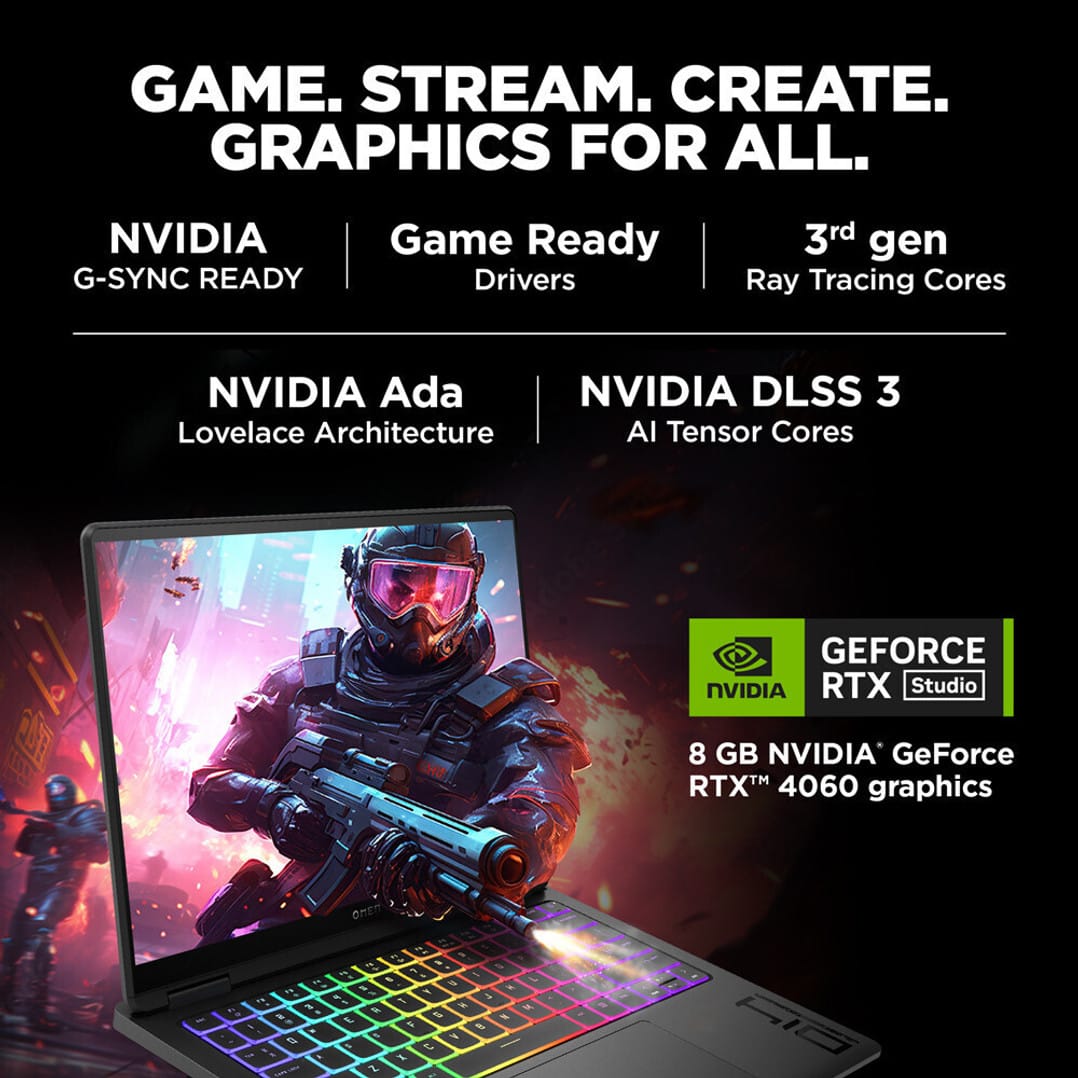 GAME. STREAM. CREATE.
GRAPHICS FOR ALL.
NVIDIA
G-SYNC READY
Game Ready
Drivers
3rd gen
Ray Tracing Cores
NVIDIA Ada
Lovelace Architecture
NVIDIA DLSS 3
AI Tensor Cores
NVIDIA
GEFORCE
RTX Studio
8 GB NVIDIA® GeForce
RTX™ 4060 graphics
OMEN